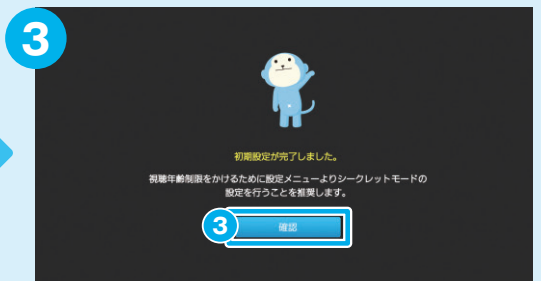 3
初期設定が完了しました。
視聴年齢制限をかけるために設定メニューよりシークレットモードの
設定を行うことを推奨します。
3
確認